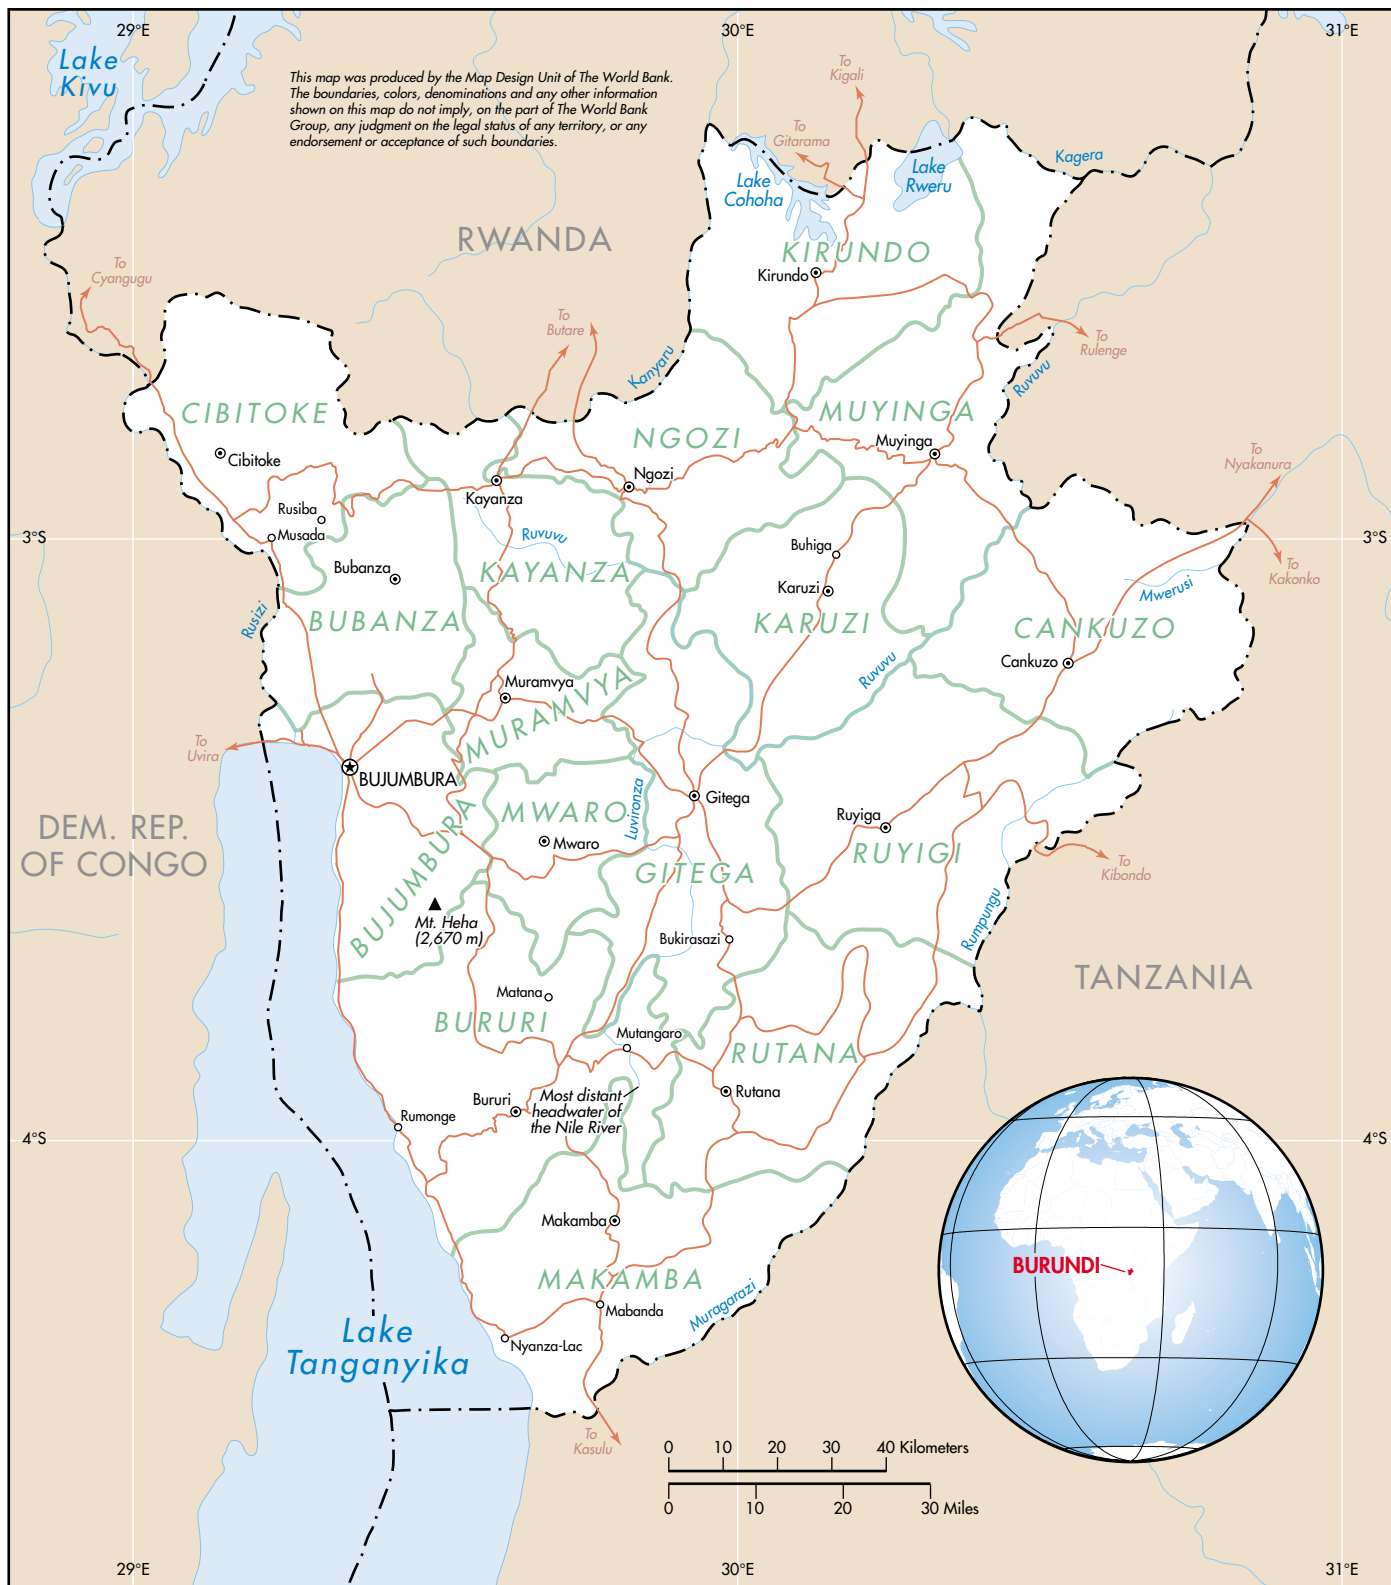 29°E
30°E
31°E
Lake
Kivu
This map was produced by the Map Design Unit of The World Bank.
The boundaries, colors, denominations and any other information
shown on this map do not imply, on the part of The World Bank
Group, any judgment on the legal status of any territory, or any
endorsement or acceptance of such boundaries.
To
Kigali
To
Gitarama
Lake
Cohoha
Lake
Rweru
Kagera
RWANDA
KIRUNDO
Kirundo
To
Cyangugu
To
Butare
To
Rulenge
Kanyaru
Ruvuvu
CIBITOKE
Cibitoke
NGOZI
MUYINGA
Muyinga
To
Nyakanura
Ngozi
Kayanza
Rusiba
Musada
3°S
3°S
Ruvuvu
Buhiga
To
Kakonko
Bubanza
KAYANZA
Karuzi
Mwerusi
Rusizi
BUBANZA
KARUZI
CANKUZO
Cankuzo
Ruvuvu
Muramvya
MURAMVYA
To
Uvira
BUJUMBURA
Gitega
Luvironza
MWARO
Mwaro
Ruyiga
RUYIGI
DEM. REP.
OF CONGO
BUJUMBURA
GITEGA
To
Kibondo
Mt. Heha
(2,670 m)
Bukirasazi
Rumpungu
TANZANIA
Matana
BURURI
Mutangaro
RUTANA
Rutana
Bururi
Most distant
headwater of
the Nile River
Rumonge
4°S
4°S
Makamba
MAKAMBA
Mabanda
Muragarazi
BURUNDI
Lake
Tanganyika
Nyanza-Lac
To
Kasulu
0 10 20 30 40 Kilometers
0 10 20 30 Miles
29°E
30°E
31°E